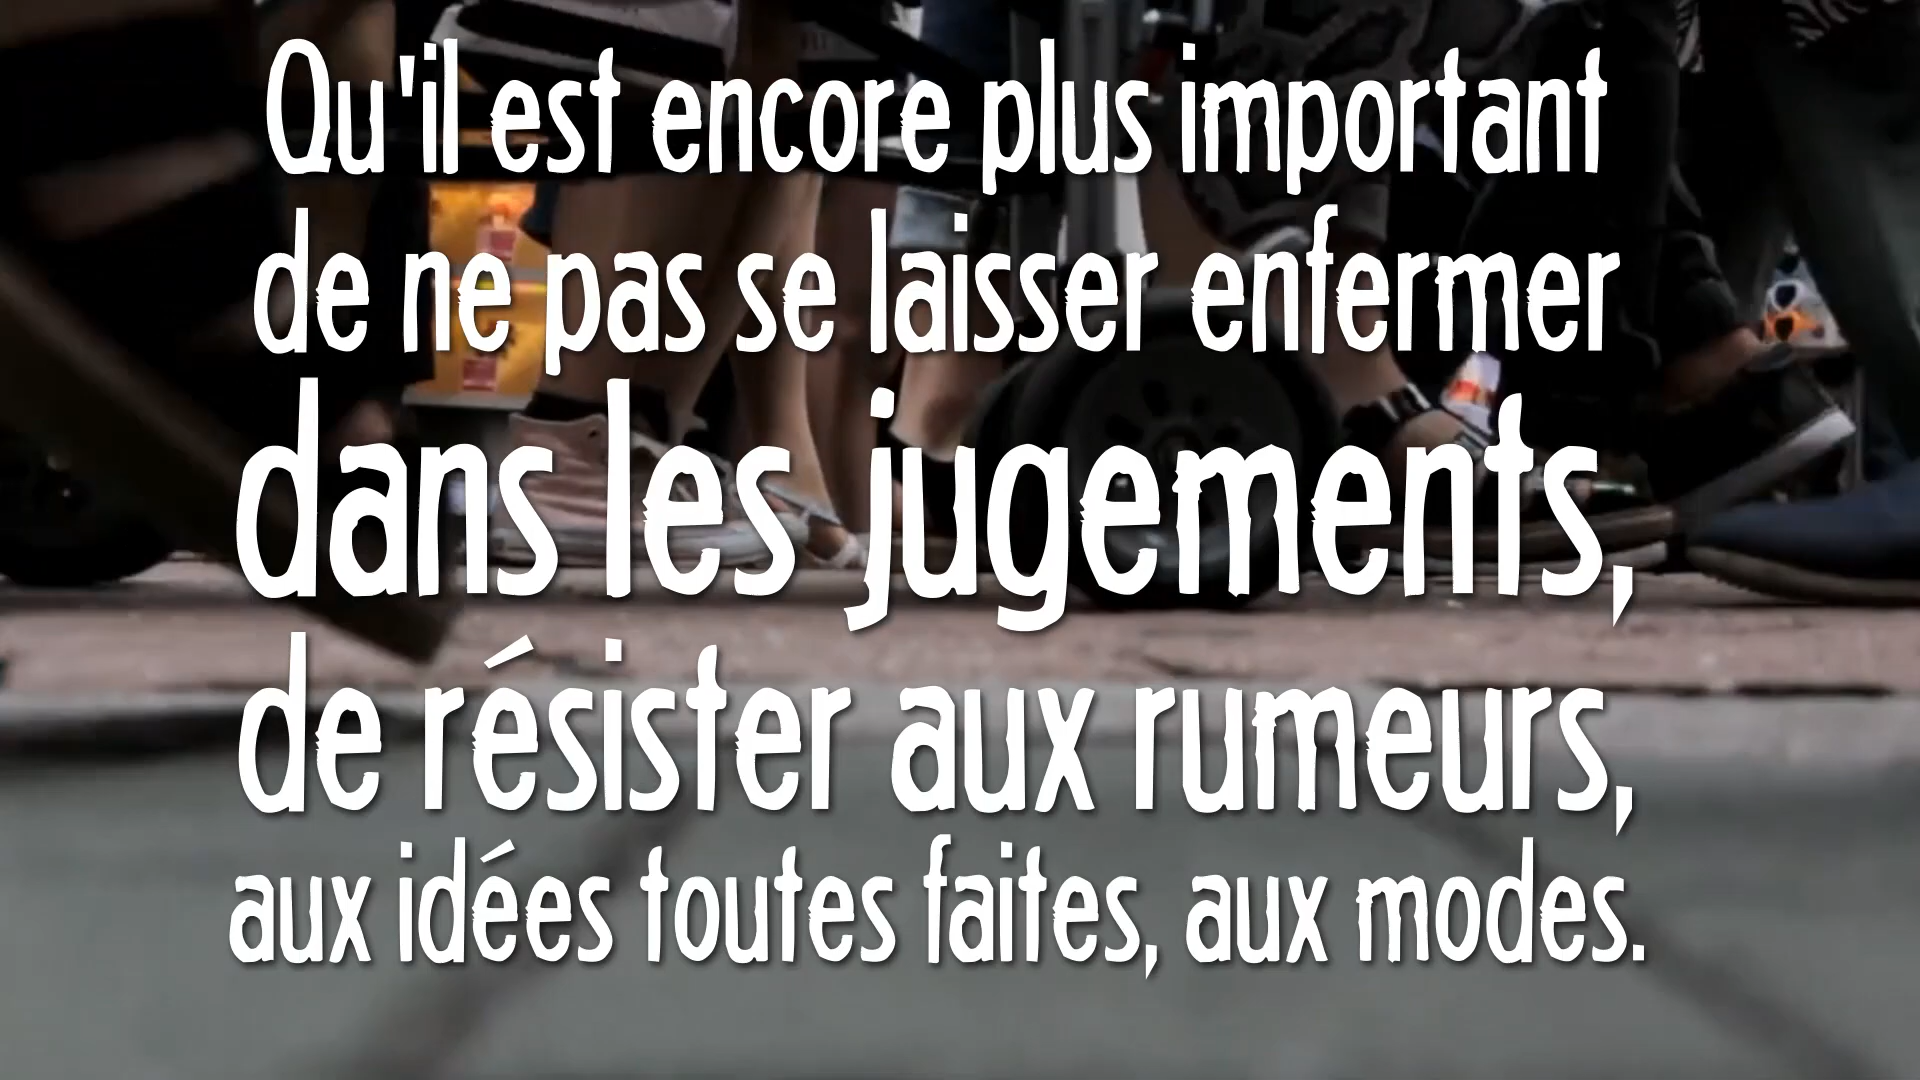 Qu'il est encore plus important
de ne pas se laisser enfermer
dans les jugements,
de résister aux rumeurs,
aux idées toutes faites, aux modes.